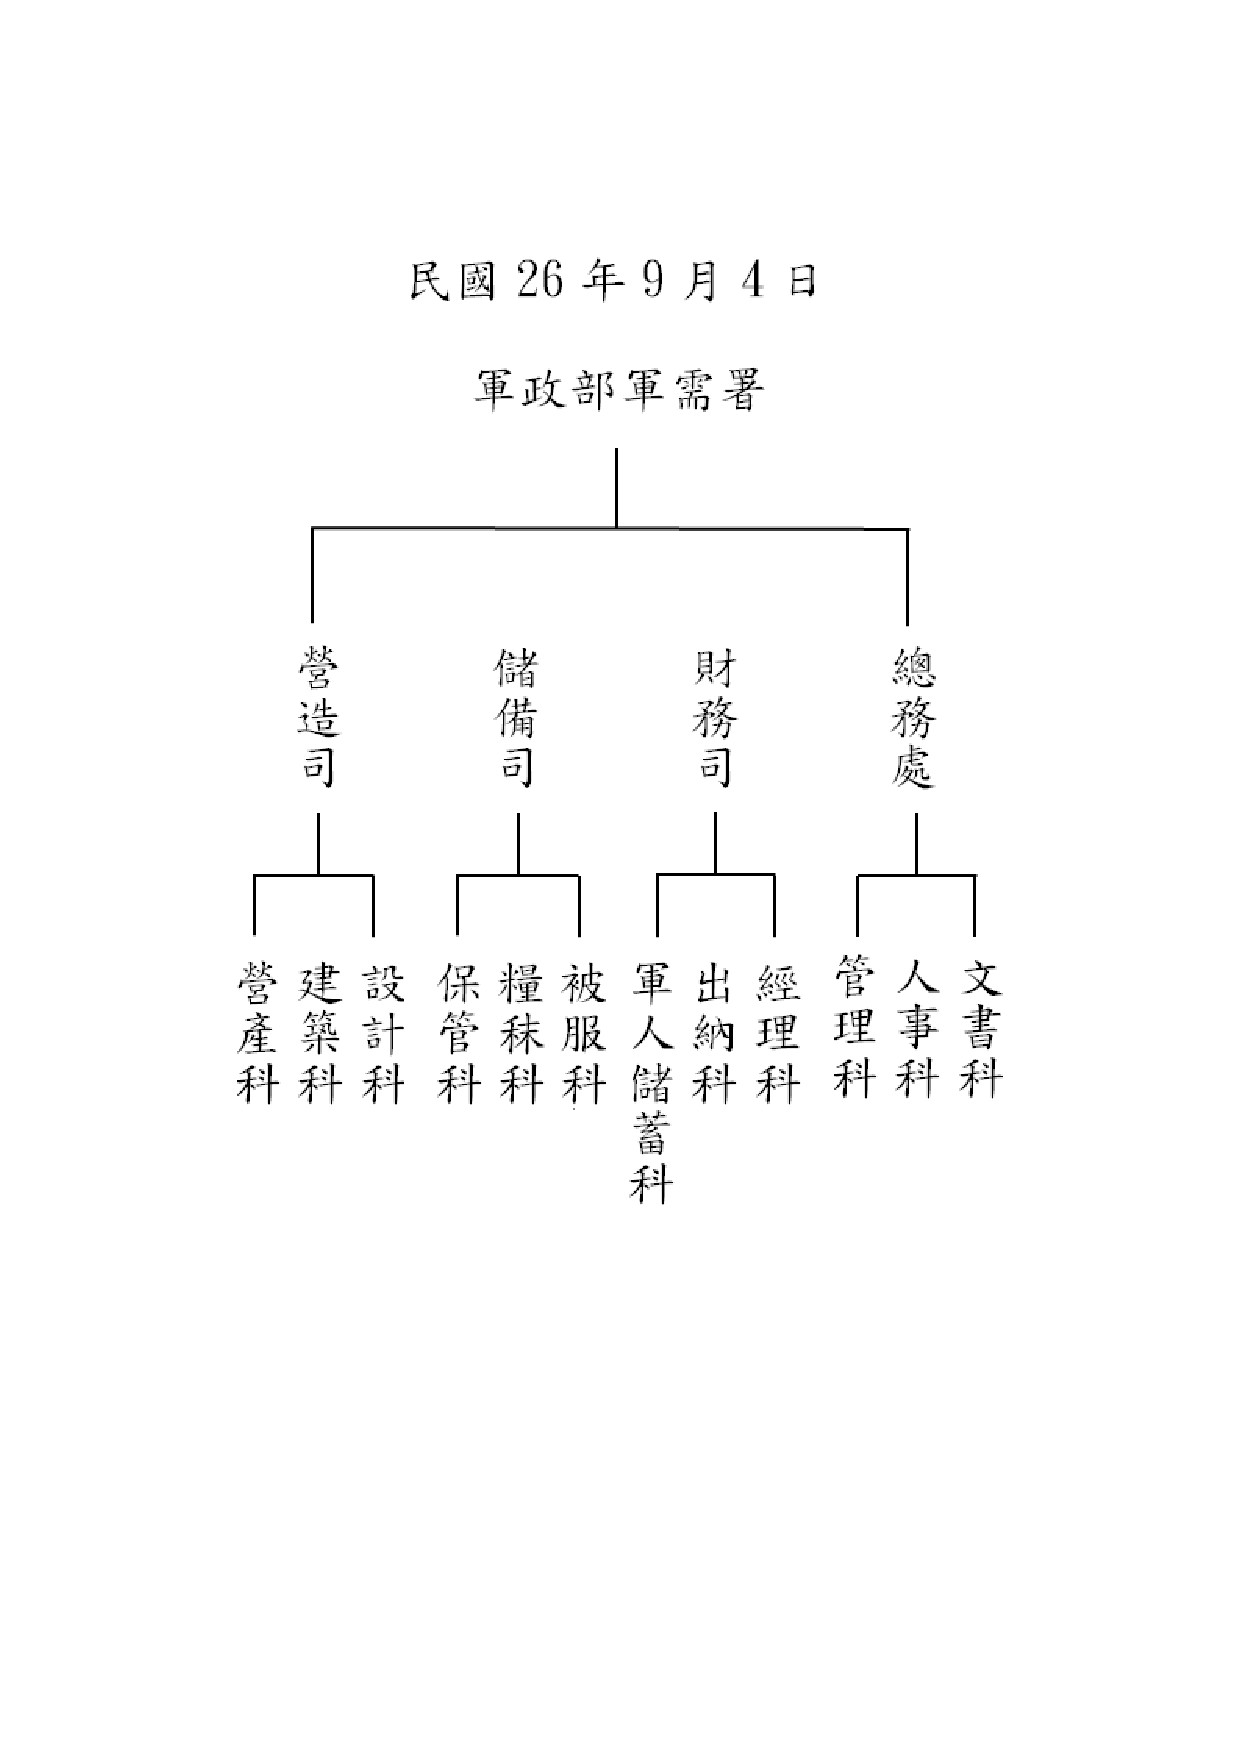 民國 26 年 9 月 4 日
軍政部軍需署
總務處
財務司
儲備司
營造司
文書科
人事科
管理科
經理科
出納科
軍人儲蓄科
被服科
糧秣科
保管科
設計科
建築科
營產科